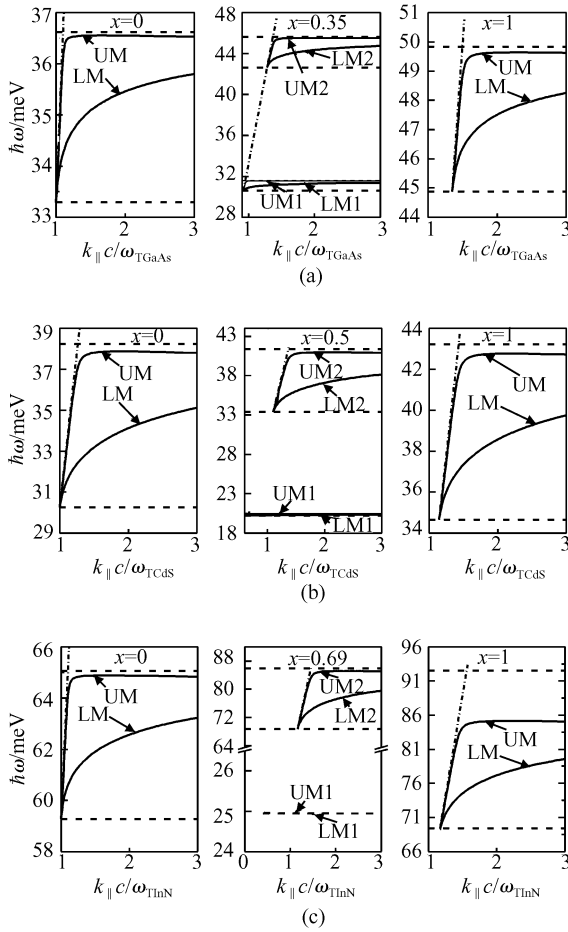 x=0
x=0.35
x=1
ħω/meV
37
36
35
34
33
UM
LM
1
2
3
48
44
40
36
32
28
UM2
LM2
UM1
LM1
1
2
3
50
49
48
47
46
45
44
UM
LM
1
2
3
4
k∥c/ωTGaAs
k∥c/ωTGaAs
k∥c/ωTGaAs
(a)
x=0
x=0.5
x=1
ħω/meV
39
37
35
33
31
29
UM
LM
1
2
3
43
38
33
28
23
18
UM2
LM2
UM1
LM1
1
2
3
44
42
40
38
36
34
UM
LM
1
2
3
k∥c/ωTCdS
k∥c/ωTCdS
k∥c/ωTCdS
(b)
x=0
x=0.69
x=1
ħω/meV
66
64
62
60
58
UM
LM
1
2
3
88
80
72
64
26
25
24
UM2
LM2
UM1
LM1
0
1
2
3
96
91
86
81
76
71
66
UM
LM
1
2
3
k∥c/ωTInN
k∥c/ωTInN
k∥c/ωTInN
(c)